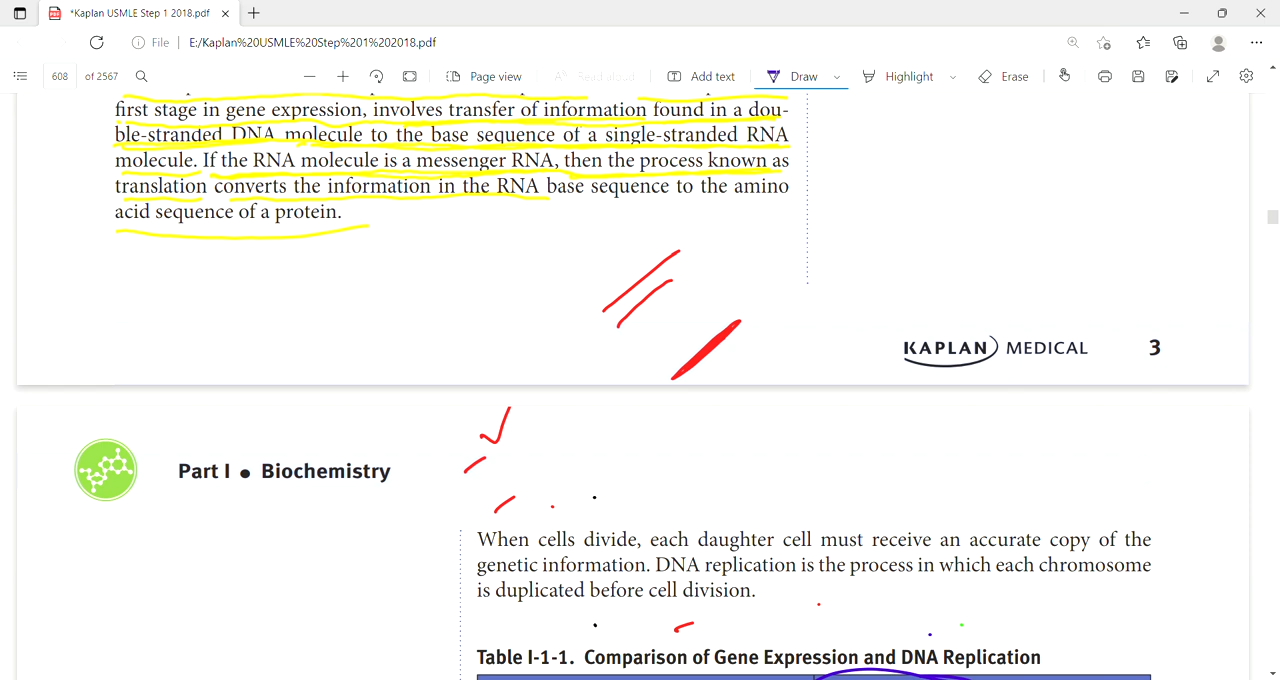 *Kaplan USMLE Step 1 2018.pdf
File E:/Kaplan%20USMLE%20Step%201%202018.pdf
608 of 2567 Page view Read aloud Add text Draw Highlight Erase
first stage in gene expression, involves transfer of information found in a dou-
ble-stranded DNA molecule to the base sequence of a single-stranded RNA
molecule. If the RNA molecule is a messenger RNA, then the process known as
translation converts the information in the RNA base sequence to the amino
acid sequence of a protein.
KAPLAN MEDICAL 3
Part I ● Biochemistry
When cells divide, each daughter cell must receive an accurate copy of the
genetic information. DNA replication is the process in which each chromosome
is duplicated before cell division.
Table I-1-1. Comparison of Gene Expression and DNA Replication